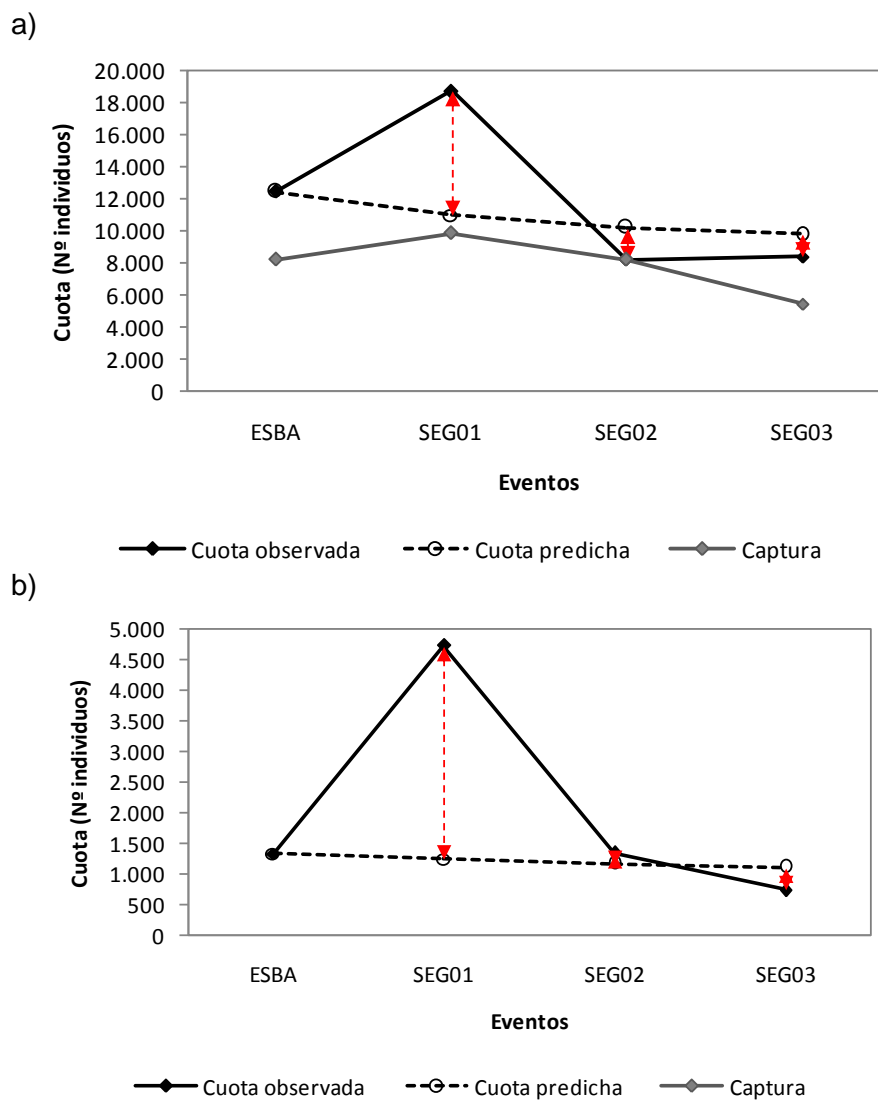 a)
20.000
18.000
16.000
14.000
12.000
10.000
8.000
6.000
4.000
2.000
0
Cuota (Nº individuos)
ESBA SEG01 SEG02 SEG03
Eventos
Cuota observada Cuota predicha Captura
b)
5.000
4.500
4.000
3.500
3.000
2.500
2.000
1.500
1.000
500
0
Cuota (Nº individuos)
ESBA SEG01 SEG02 SEG03
Eventos
Cuota observada Cuota predicha Captura